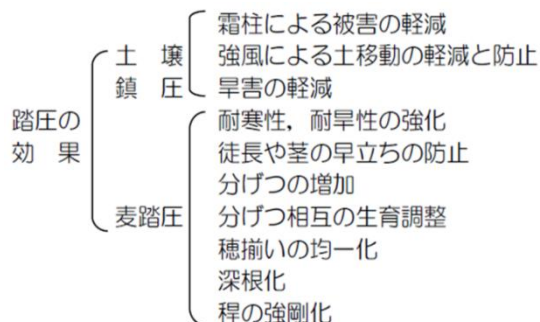 踏圧の
効　果
土　壌
鎮　圧
霜柱による被害の軽減
強風による土移動の軽減と防止
旱害の軽減
麦踏圧
耐寒性，耐旱性の強化
徒長や茎の早立ちの防止
分げつの増加
分げつ相互の生育調整
穂揃いの均一化
深根化
稈の強剛化